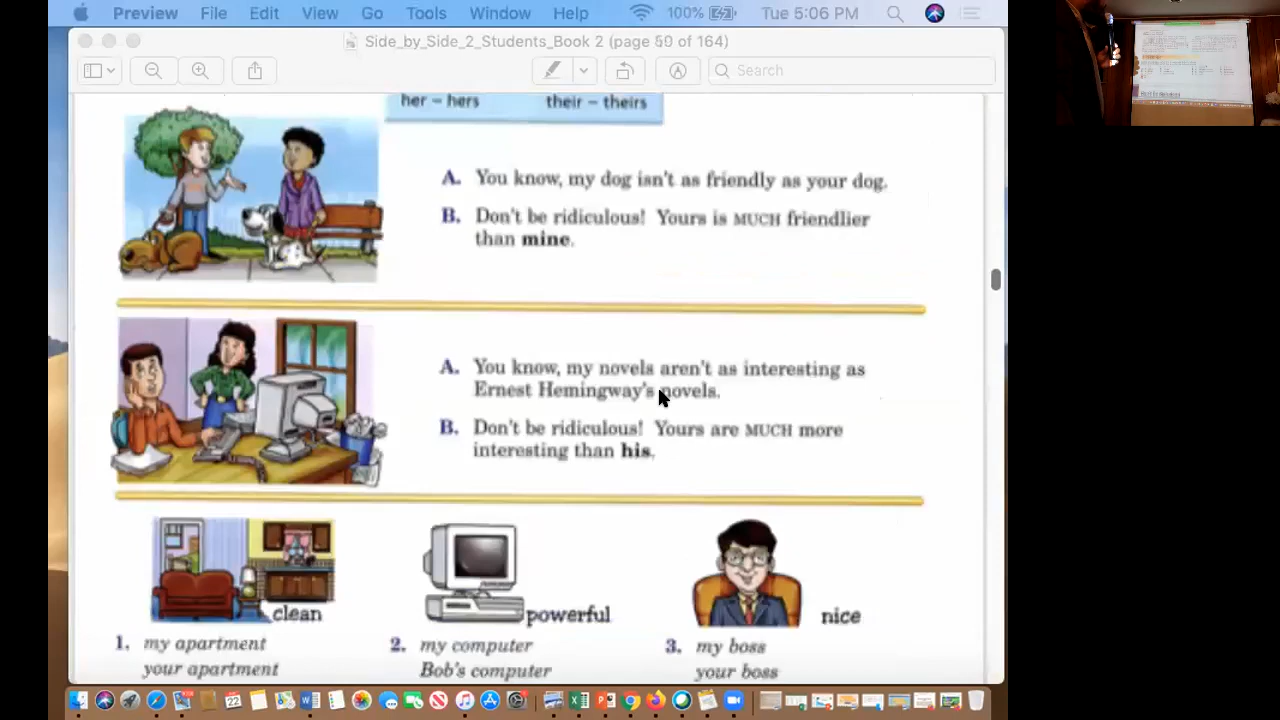 Preview File Edit View Go Tools Window Help 100% Tue 5:06 PM
Side_by_Side_2_Students_Book 2 (page 59 of 164)
Search
her – hers their – theirs
A. You know, my dog isn't as friendly as your dog.
B. Don't be ridiculous! Yours is MUCH friendlier
than mine.
A. You know, my novels aren't as interesting as
Ernest Hemingway's novels.
B. Don't be ridiculous! Yours are MUCH more
interesting than his.
clean powerful nice
1. my apartment 2. my computer 3. my boss
your apartment Bob's computer your boss